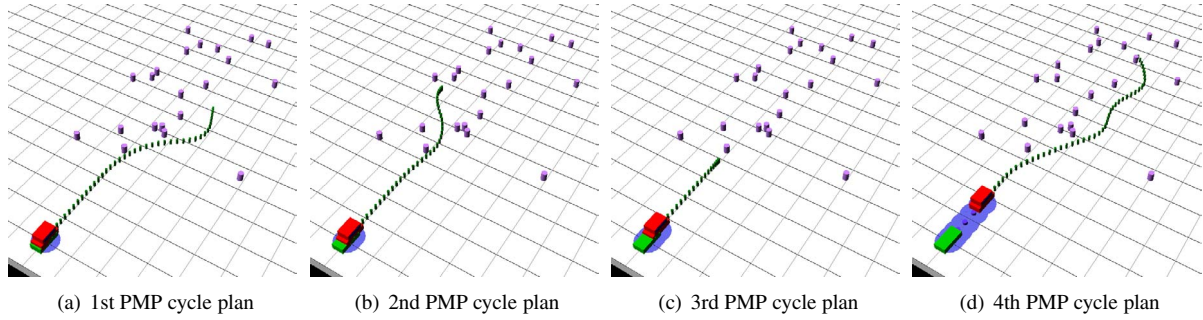 (a) 1st PMP cycle plan
(b) 2nd PMP cycle plan
(c) 3rd PMP cycle plan
(d) 4th PMP cycle plan